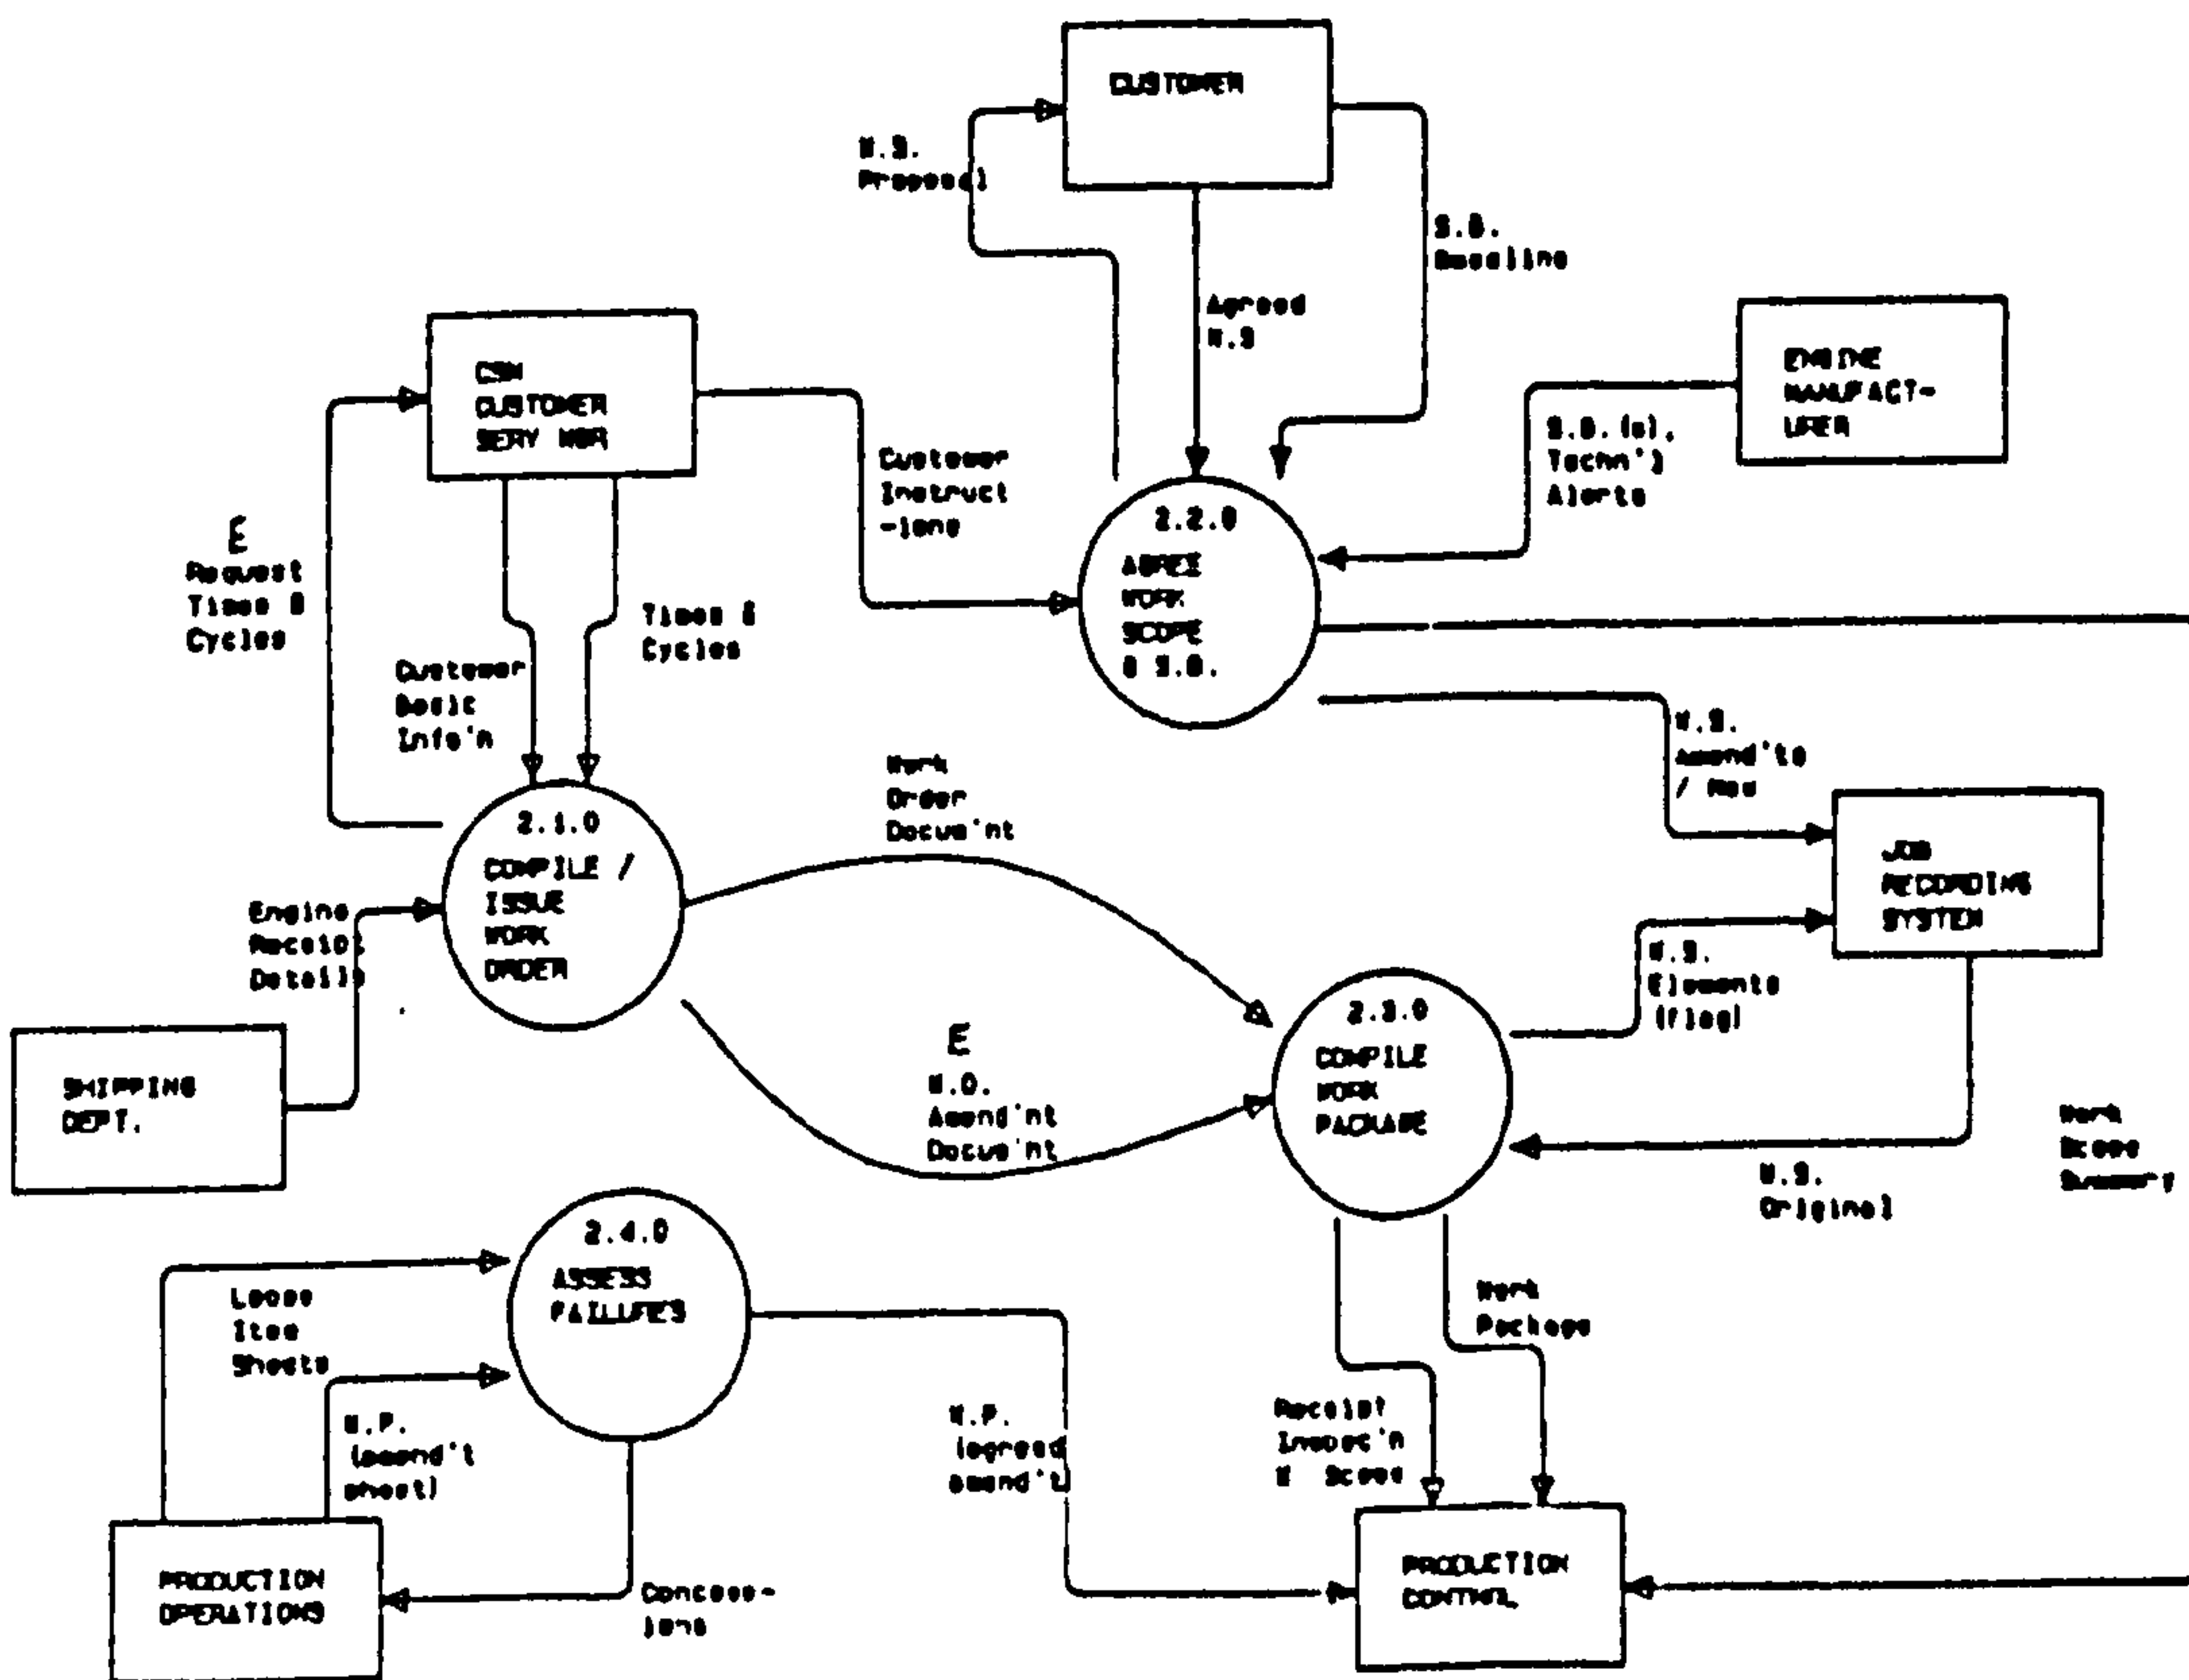 CUSTOMER
W.S.
Proposal
S.B.
Baseline
Agreed
W.S
CSM
CUSTOMER
SERV MGR
ENGINE
MANUFACT-
URER
S.B.(s),
Techn'l
Alerts
Customer
Instruct
-ions
2.2.0
AGREE
WORK
SCOPE
& S.B.
E
Request
Times &
Cycles
Times &
Cycles
Customer
Basic
Info'n
W.S.
Amend'ts
/
Work
Order
Docum'nt
2.1.0
COMPILE /
ISSUE
WORK
ORDER
JOB
RECORDING
SYSTEM
Engine
Receipt
Details
W.S.
Elements
(Flag)
2.3.0
COMPILE
WORK
PACKAGE
E
W.O.
Amend'nt
Docum'nt
SHIPPING
DEPT.
Work
Scope
Summary
W.S.
Original
2.4.0
ASSESS
FAILURES
Loose
Item
Sheets
Work
Package
W.P.
(amend't
sheet)
W.P.
(agreed
amend't)
Receipt
Inspec'n
W Scope
PRODUCTION
OPERATIONS
Concess-
ions
PRODUCTION
CONTROL